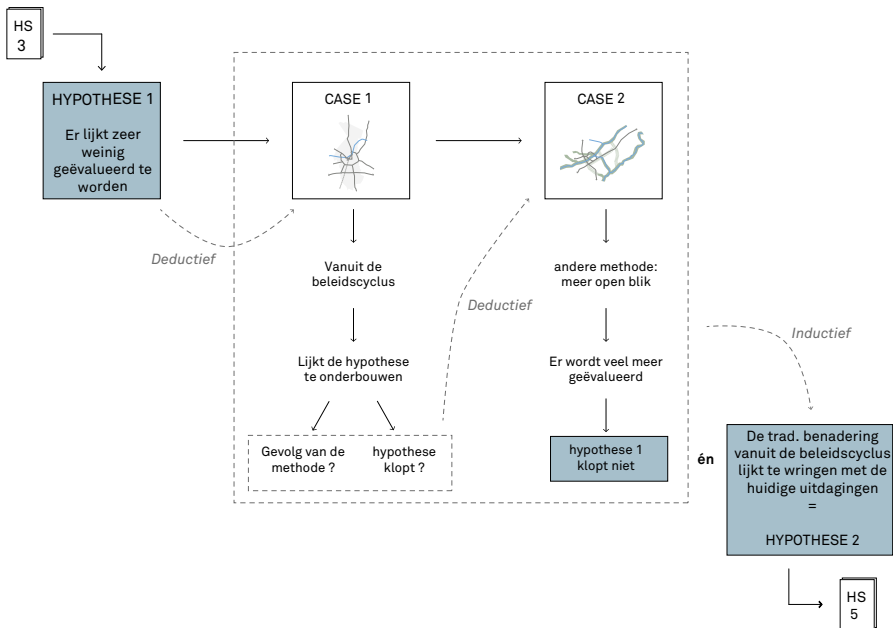 HS
3
HYPOTHESE 1
Er lijkt zeer
weinig
geëvalueerd te
worden
Deductief
CASE 1
Vanuit de
beleidscyclus
Lijkt de hypothese
te onderbouwen
Gevolg van de
methode ?
hypothese
klopt ?
Deductief
CASE 2
andere methode:
meer open blik
Er wordt veel meer
geëvalueerd
hypothese 1
klopt niet
én
Inductief
De trad. benadering
vanuit de beleidscyclus
lijkt te wringen met de
huidige uitdagingen
=
HYPOTHESE 2
HS
5